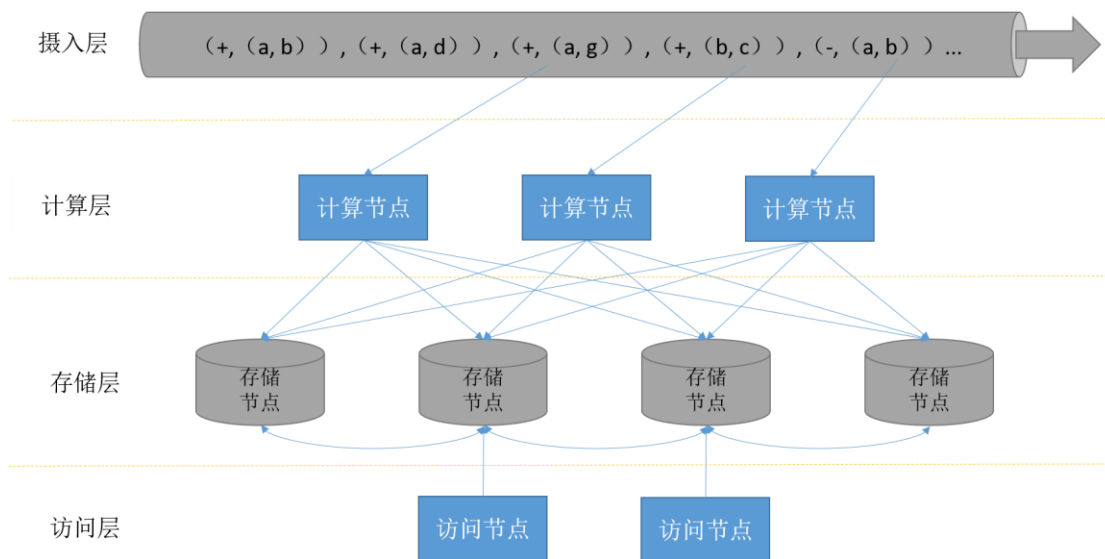 摄入层
（+,（a,b））,（+,（a,d））,（+,（a,g））,（+,（b,c））,（-,（a,b））...
计算层
计算节点
计算节点
计算节点
存储层
存储
节点
存储
节点
存储
节点
存储
节点
访问层
访问节点
访问节点